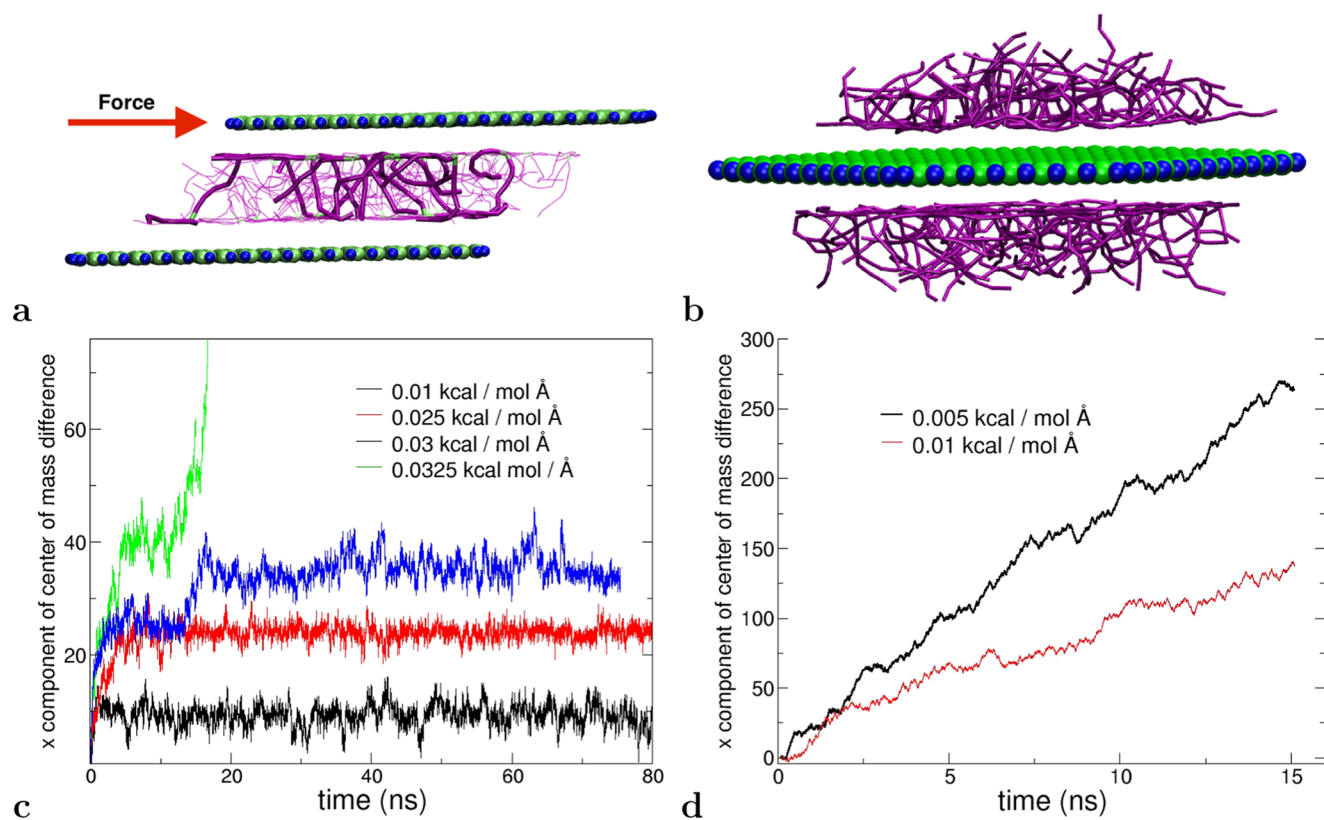 Force
a
b
x component of center of mass difference
60
40
20
0.01 kcal / mol Å
0.025 kcal / mol Å
0.03 kcal / mol Å
0.0325 kcal mol / Å
0
20
40
60
80
time (ns)
c
x component of center of mass difference
300
250
200
150
100
50
0
0.005 kcal / mol Å
0.01 kcal / mol Å
0
5
10
15
time (ns)
d